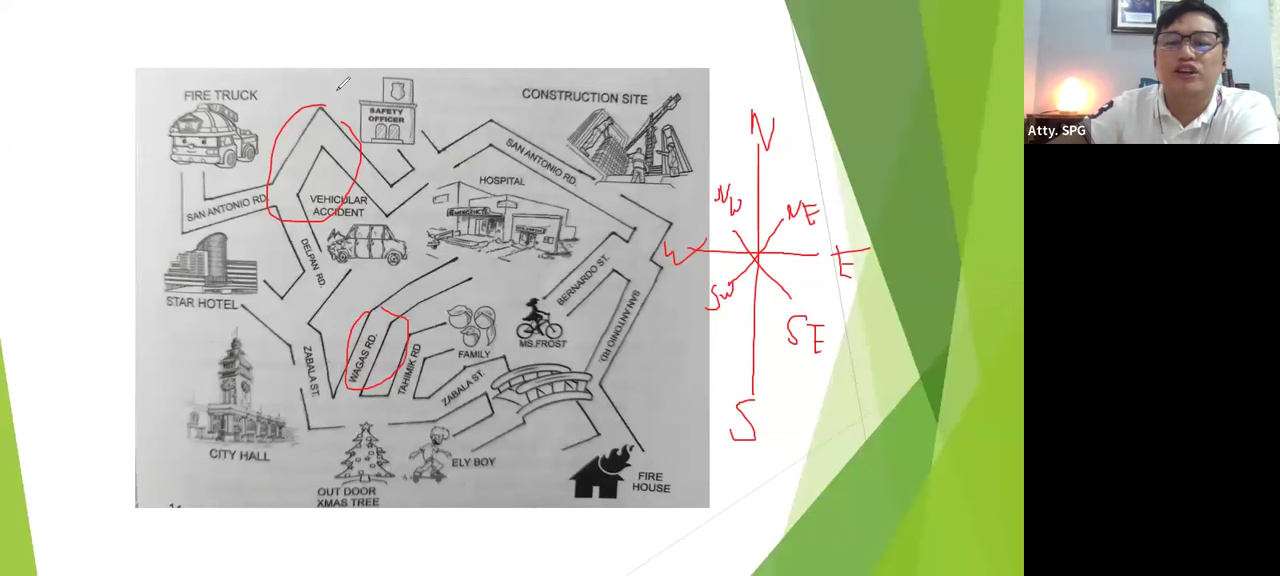 FIRE TRUCK
SAFETY
OFFICER
CONSTRUCTION SITE
SAN ANTONIO RD.
HOSPITAL
EMERGENCY
SAN ANTONIO RD.
VEHICULAR
ACCIDENT
DELPAN RD.
STAR HOTEL
BERNARDO ST.
SAN ANTONIO RD.
MS.FROST
FAMILY
WAGAS RD.
TAHIMIK RD
ZABALA ST.
ZABALA ST.
CITY HALL
ELY BOY
OUT DOOR
XMAS TREE
FIRE
HOUSE
N
NW
NE
W
E
SW
SE
S
Atty. SPG